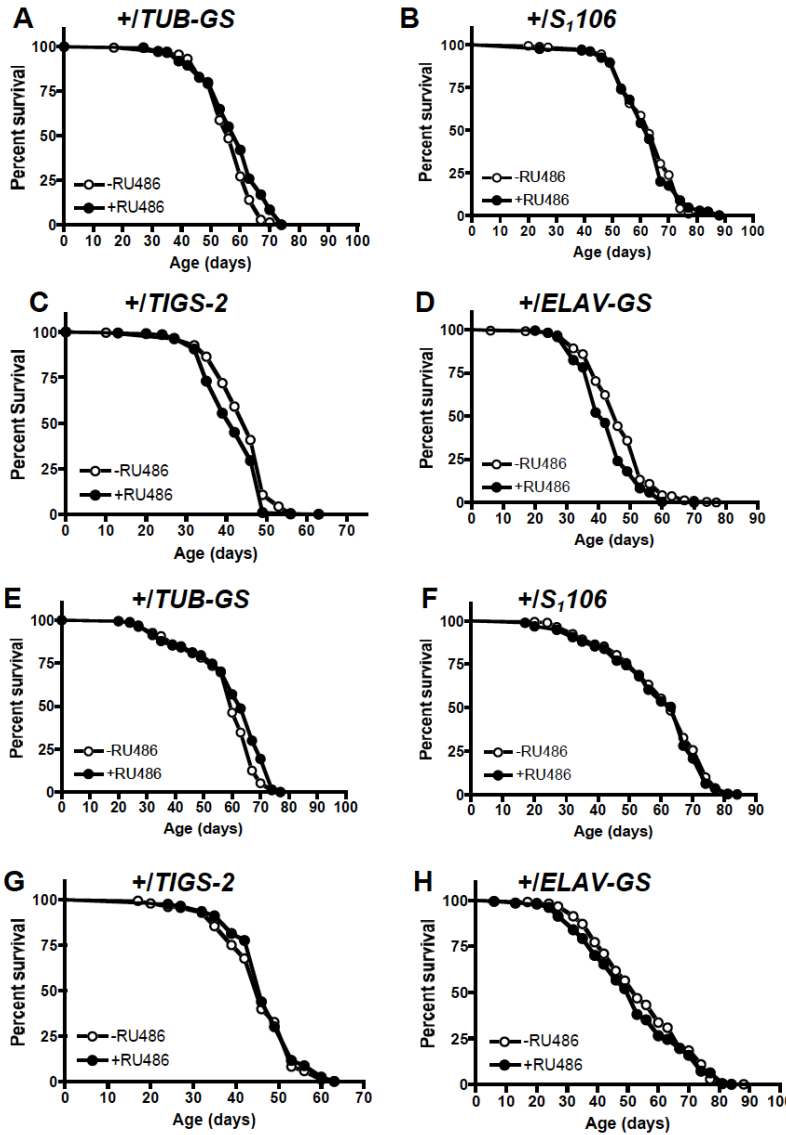 A +/TUB-GS
Percent survival
100
75
50
25
0
-RU486
+RU486
0 10 20 30 40 50 60 70 80 90 100
Age (days)
B +/S₁106
Percent survival
100
75
50
25
0
-RU486
+RU486
0 10 20 30 40 50 60 70 80 90 100
Age (days)
C +/TIGS-2
Percent Survival
100
75
50
25
0
-RU486
+RU486
0 10 20 30 40 50 60 70
Age (days)
D +/ELAV-GS
Percent survival
100
75
50
25
0
-RU486
+RU486
0 10 20 30 40 50 60 70 80 90
Age (days)
E +/TUB-GS
Percent survival
100
75
50
25
0
-RU486
+RU486
0 10 20 30 40 50 60 70 80 90 100
Age (days)
F +/S₁106
Percent survival
100
75
50
25
0
-RU486
+RU486
0 10 20 30 40 50 60 70 80 90
Age (days)
G +/TIGS-2
Percent survival
100
75
50
25
0
-RU486
+RU486
0 10 20 30 40 50 60 70
Age (days)
H +/ELAV-GS
Percent survival
100
75
50
25
0
-RU486
+RU486
0 10 20 30 40 50 60 70 80 90 100
Age (days)